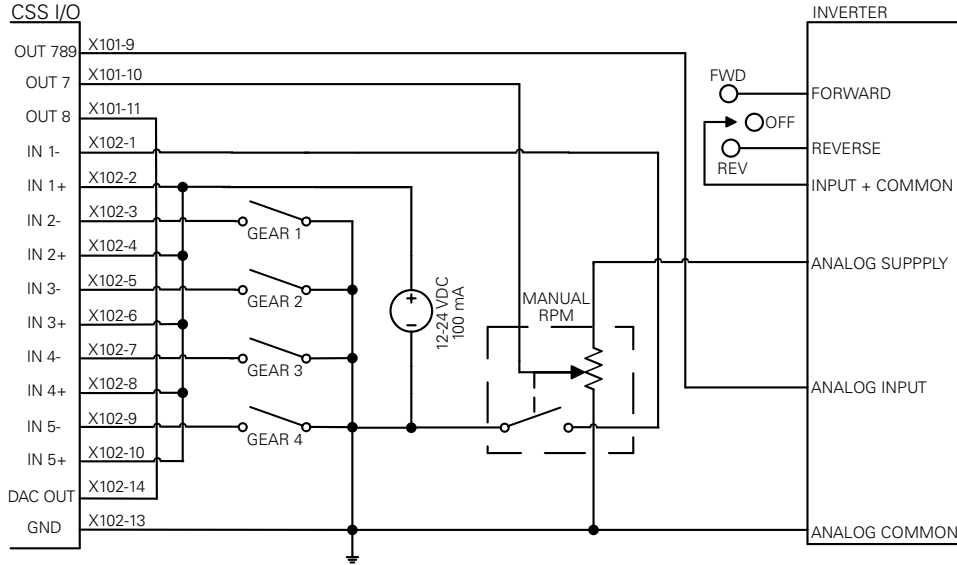 CSS I/O
INVERTER
OUT 789 X101-9
OUT 7 X101-10
OUT 8 X101-11
IN 1- X102-1
IN 1+ X102-2
IN 2- X102-3
IN 2+ X102-4
IN 3- X102-5
IN 3+ X102-6
IN 4- X102-7
IN 4+ X102-8
IN 5- X102-9
IN 5+ X102-10
DAC OUT X102-14
GND X102-13
GEAR 1
GEAR 2
GEAR 3
GEAR 4
+
−
12-24 VDC
100 mA
MANUAL
RPM
FWD
OFF
REV
FORWARD
REVERSE
INPUT + COMMON
ANALOG SUPPPLY
ANALOG INPUT
ANALOG COMMON